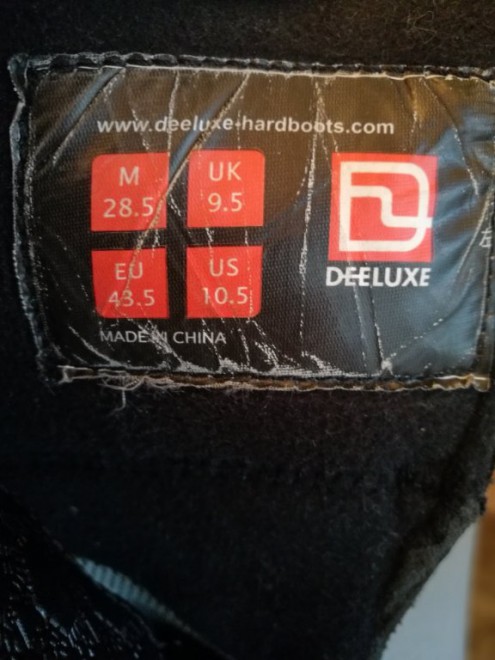 www.deeluxe-hardboots.com
M
28.5
UK
9.5
EU
43.5
US
10.5
DEELUXE
MADE IN CHINA